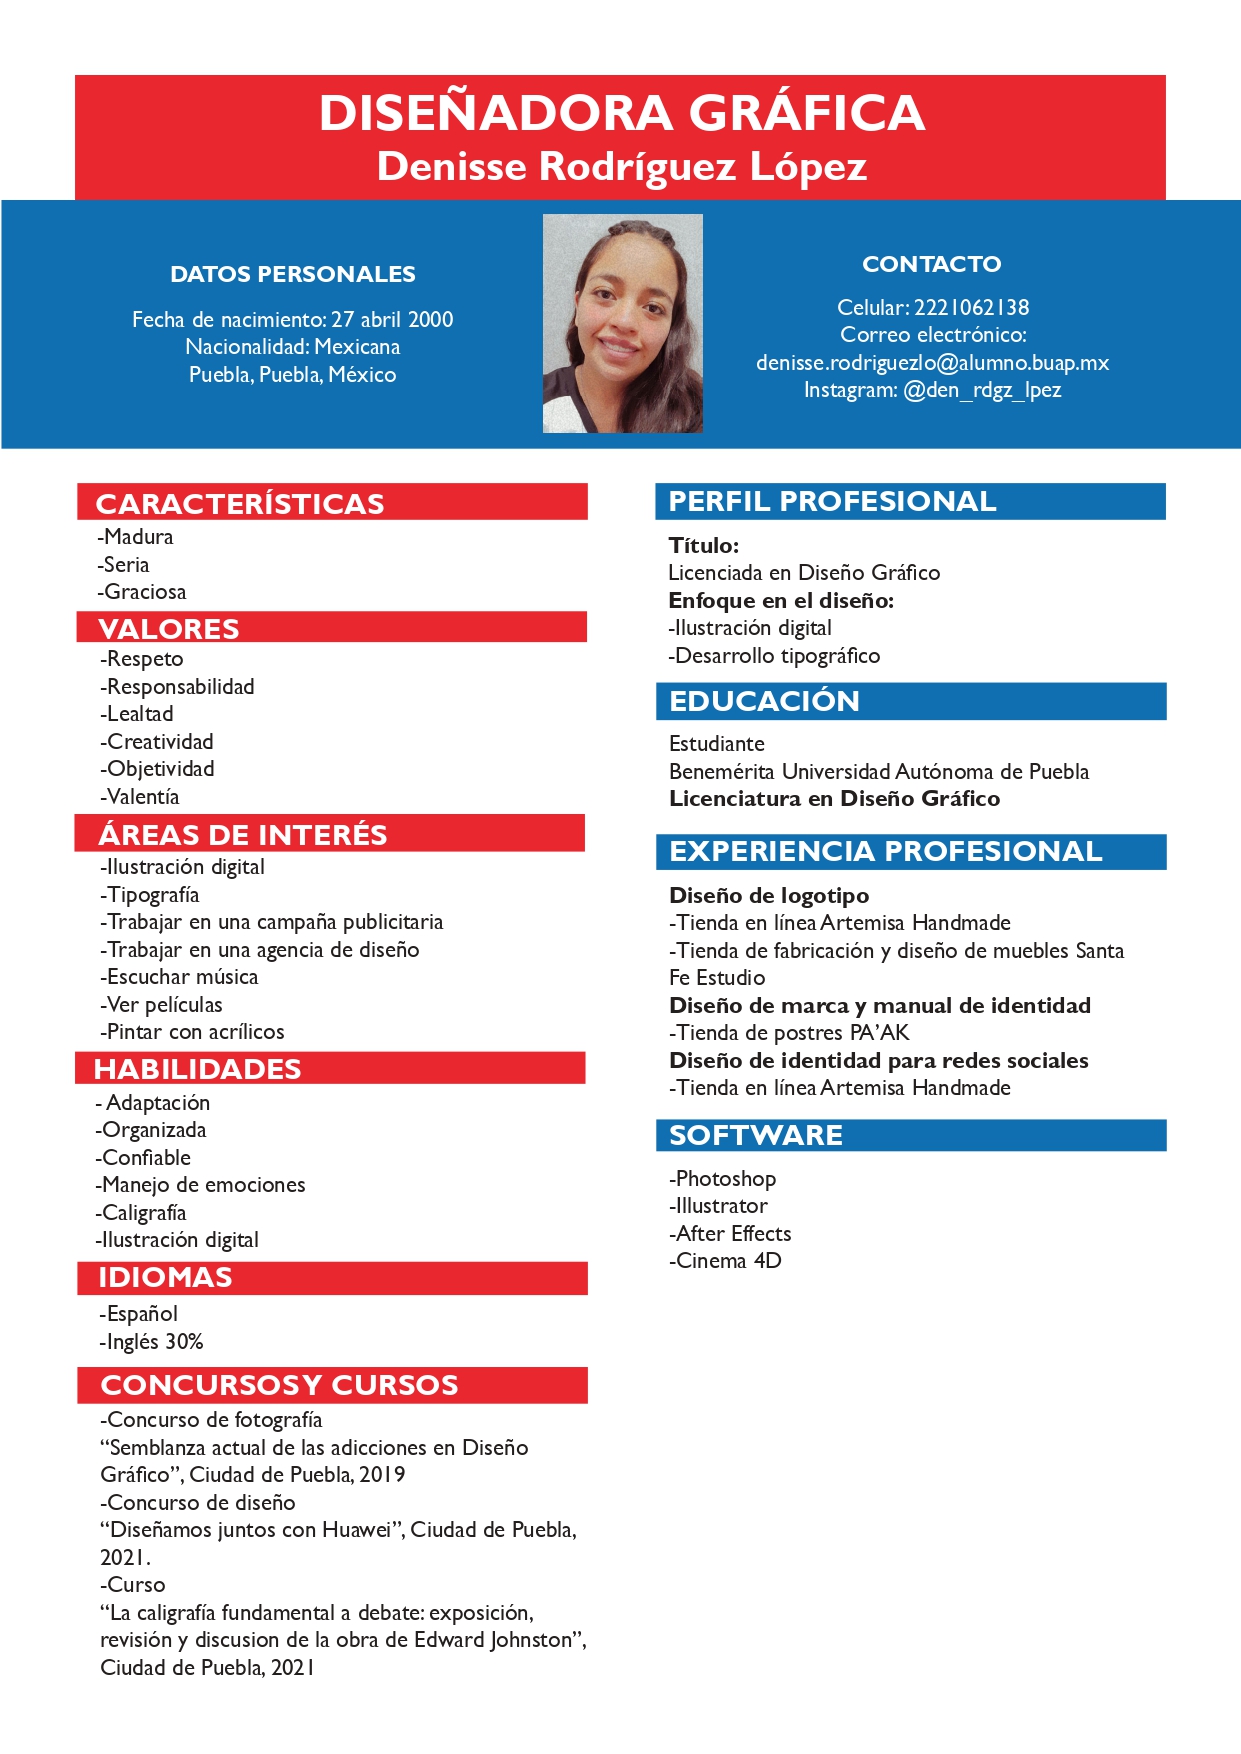 DISEÑADORA GRÁFICA
Denisse Rodríguez López
DATOS PERSONALES
Fecha de nacimiento: 27 abril 2000
Nacionalidad: Mexicana
Puebla, Puebla, México
CONTACTO
Celular: 2221062138
Correo electrónico:
denisse.rodriguezlo@alumno.buap.mx
Instagram: @den_rdgz_lpez
CARACTERÍSTICAS
-Madura
-Seria
-Graciosa
VALORES
-Respeto
-Responsabilidad
-Lealtad
-Creatividad
-Objetividad
-Valentía
ÁREAS DE INTERÉS
-Ilustración digital
-Tipografía
-Trabajar en una campaña publicitaria
-Trabajar en una agencia de diseño
-Escuchar música
-Ver películas
-Pintar con acrílicos
HABILIDADES
- Adaptación
-Organizada
-Confiable
-Manejo de emociones
-Caligrafía
-Ilustración digital
IDIOMAS
-Español
-Inglés 30%
CONCURSOS Y CURSOS
-Concurso de fotografía
“Semblanza actual de las adicciones en Diseño
Gráfico”, Ciudad de Puebla, 2019
-Concurso de diseño
“Diseñamos juntos con Huawei”, Ciudad de Puebla,
2021.
-Curso
“La caligrafía fundamental a debate: exposición,
revisión y discusion de la obra de Edward Johnston”,
Ciudad de Puebla, 2021
PERFIL PROFESIONAL
Título:
Licenciada en Diseño Gráfico
Enfoque en el diseño:
-Ilustración digital
-Desarrollo tipográfico
EDUCACIÓN
Estudiante
Benemérita Universidad Autónoma de Puebla
Licenciatura en Diseño Gráfico
EXPERIENCIA PROFESIONAL
Diseño de logotipo
-Tienda en línea Artemisa Handmade
-Tienda de fabricación y diseño de muebles Santa
Fe Estudio
Diseño de marca y manual de identidad
-Tienda de postres PA’AK
Diseño de identidad para redes sociales
-Tienda en línea Artemisa Handmade
SOFTWARE
-Photoshop
-Illustrator
-After Effects
-Cinema 4D